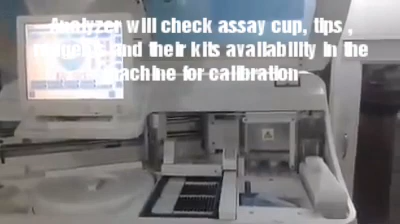 Analyzer will check assay cup, tips ,
reagents and their kits availability in the
machine for calibration